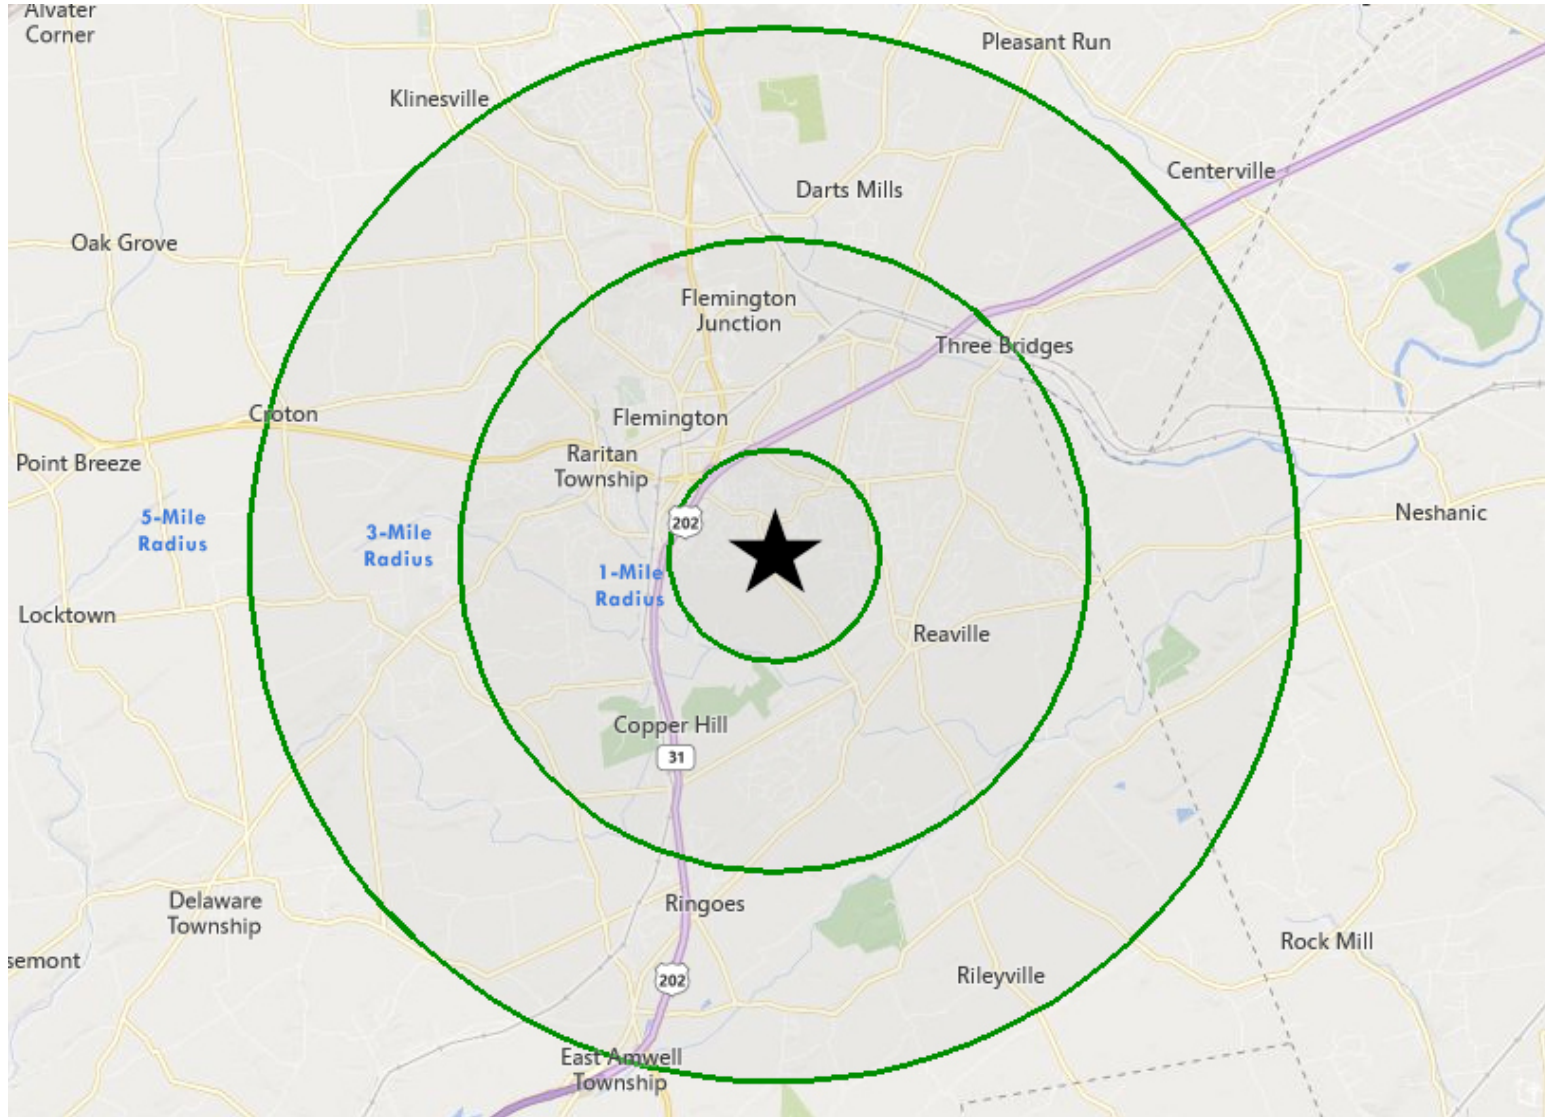 Alvater
Corner
Pleasant Run
Klinesville
Centerville
Darts Mills
Oak Grove
Flemington
Junction
Three Bridges
Croton
Flemington
Point Breeze
Raritan
Township
5-Mile
Radius
3-Mile
Radius
202
Neshanic
1-Mile
Radius
Locktown
Reaville
Copper Hill
31
Delaware
Township
Ringoes
semont
Rock Mill
202
Rileyville
East Amwell
Township